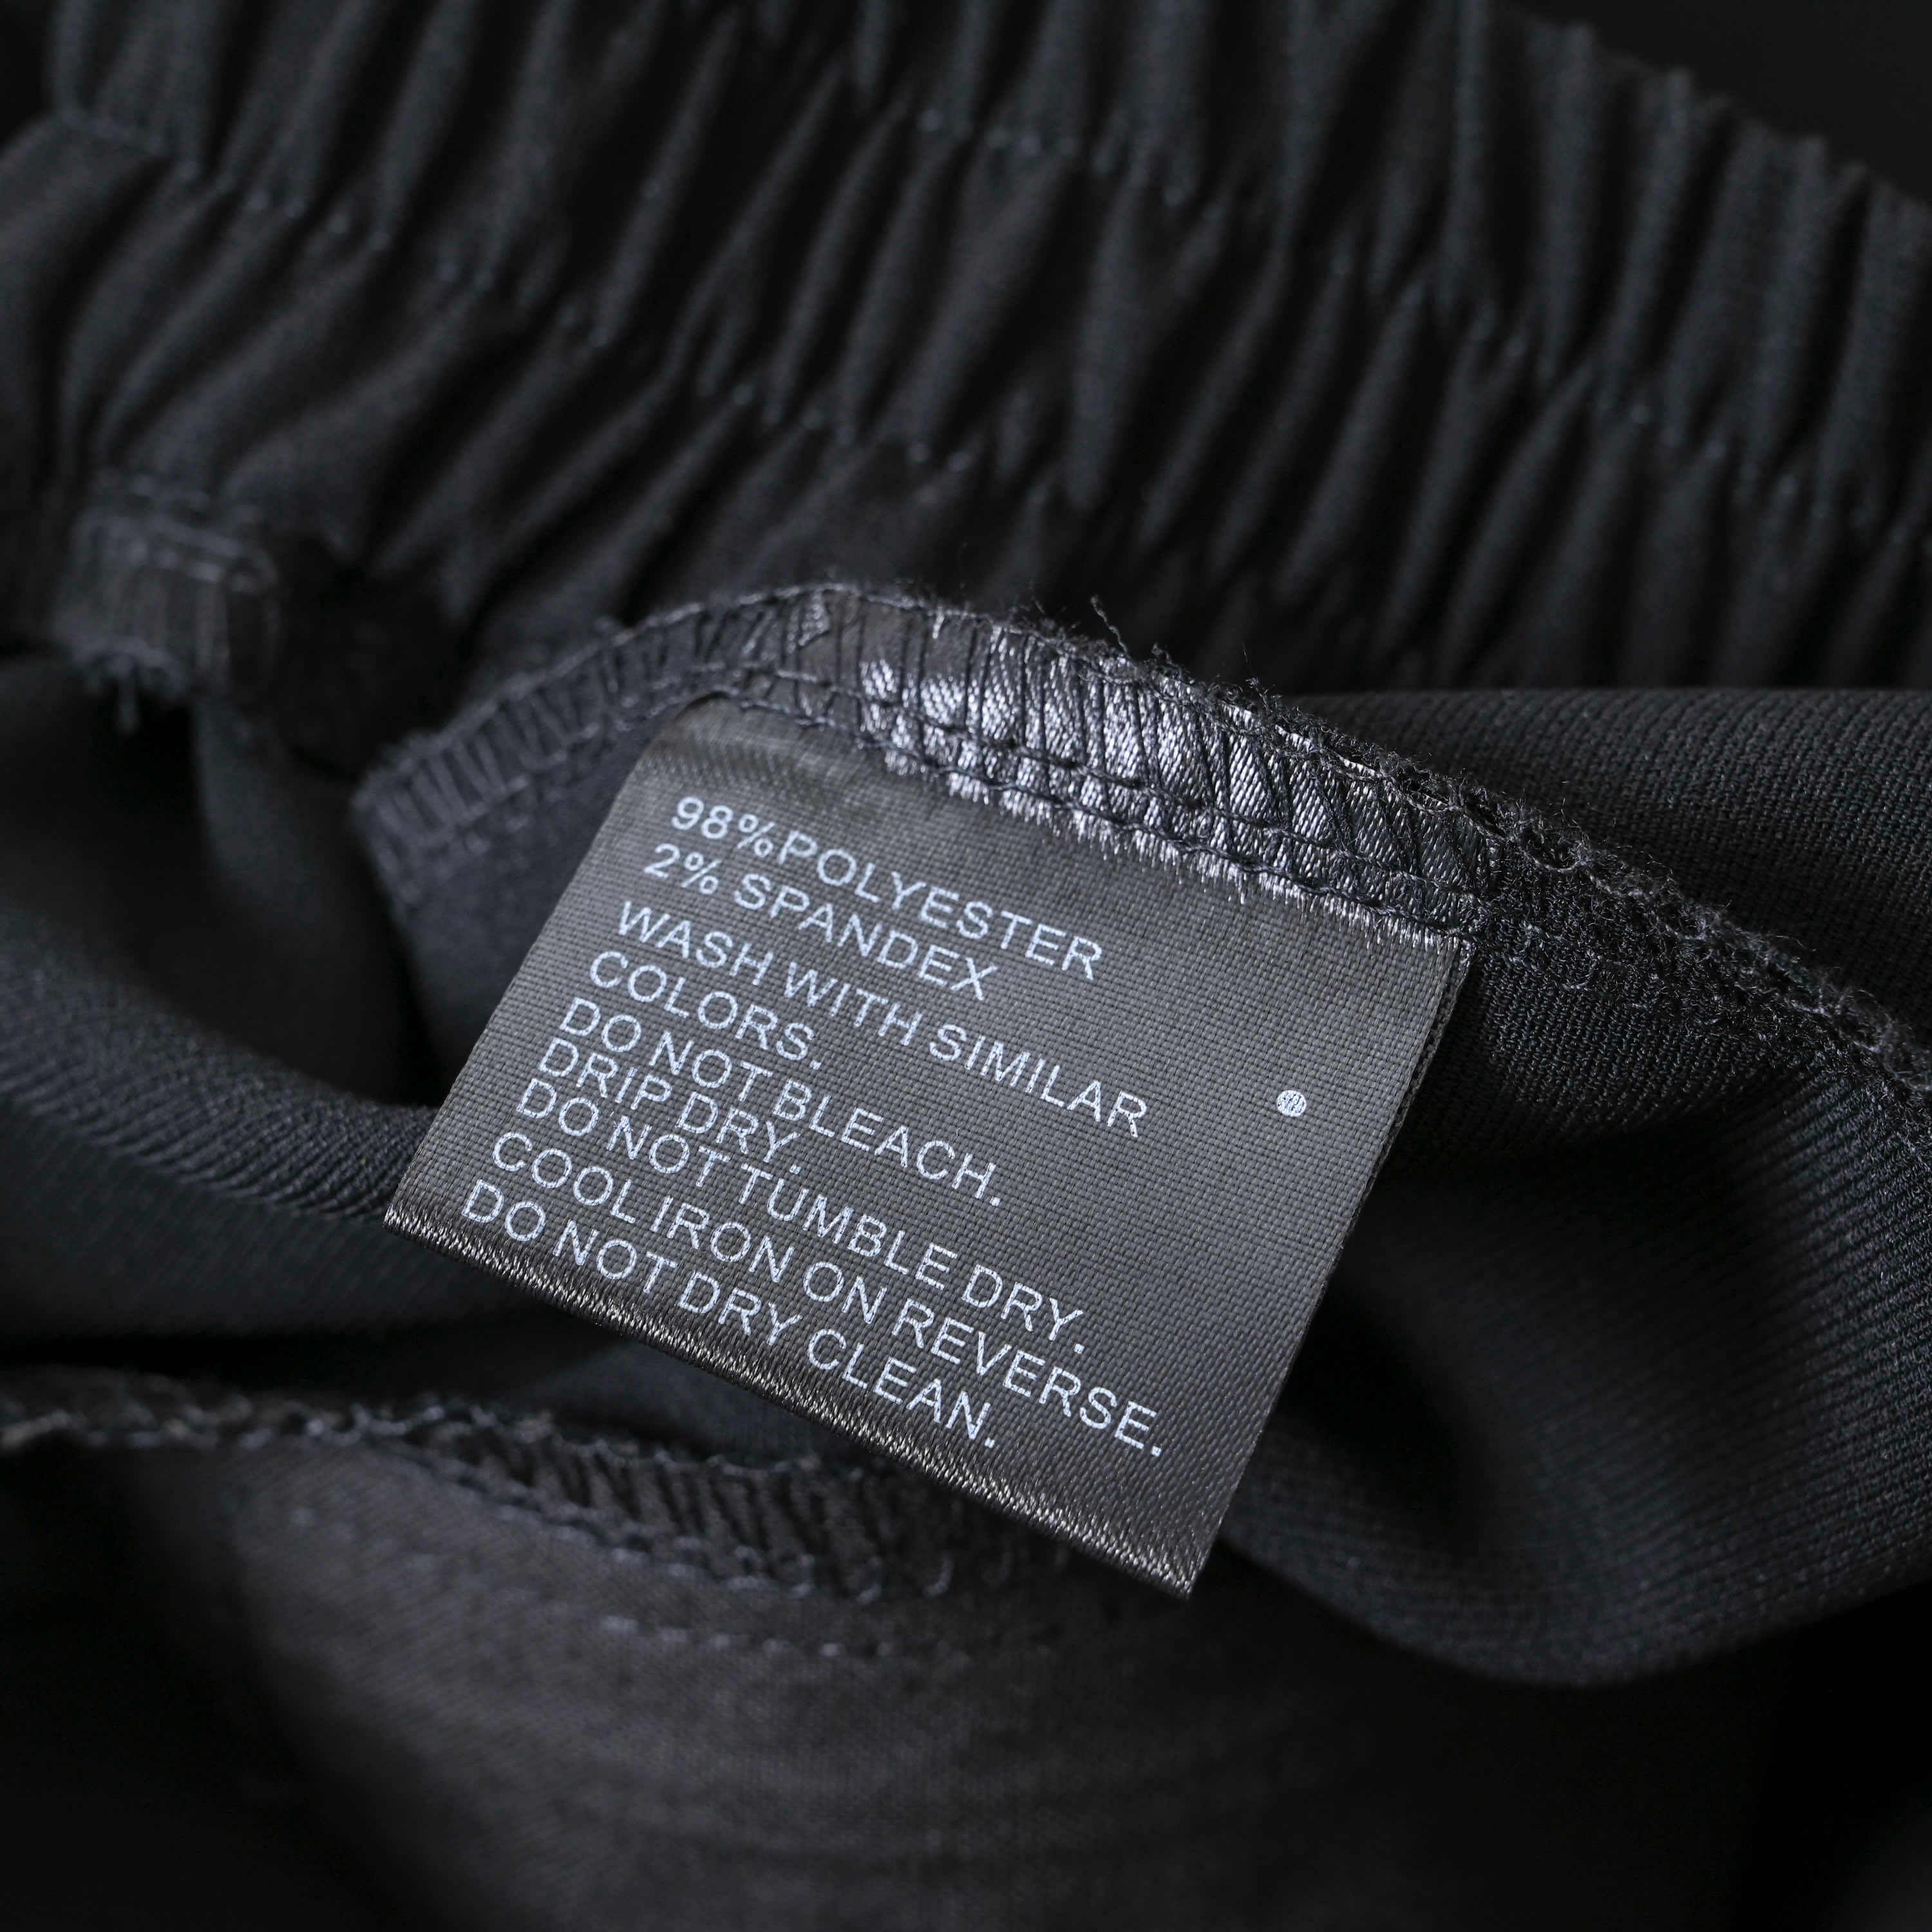 98%POLYESTER
2% SPANDEX
WASH WITH SIMILAR
COLORS.
DO NOT BLEACH.
DRIP DRY.
DO NOT TUMBLE DRY.
COOL IRON ON REVERSE.
DO NOT DRY CLEAN.